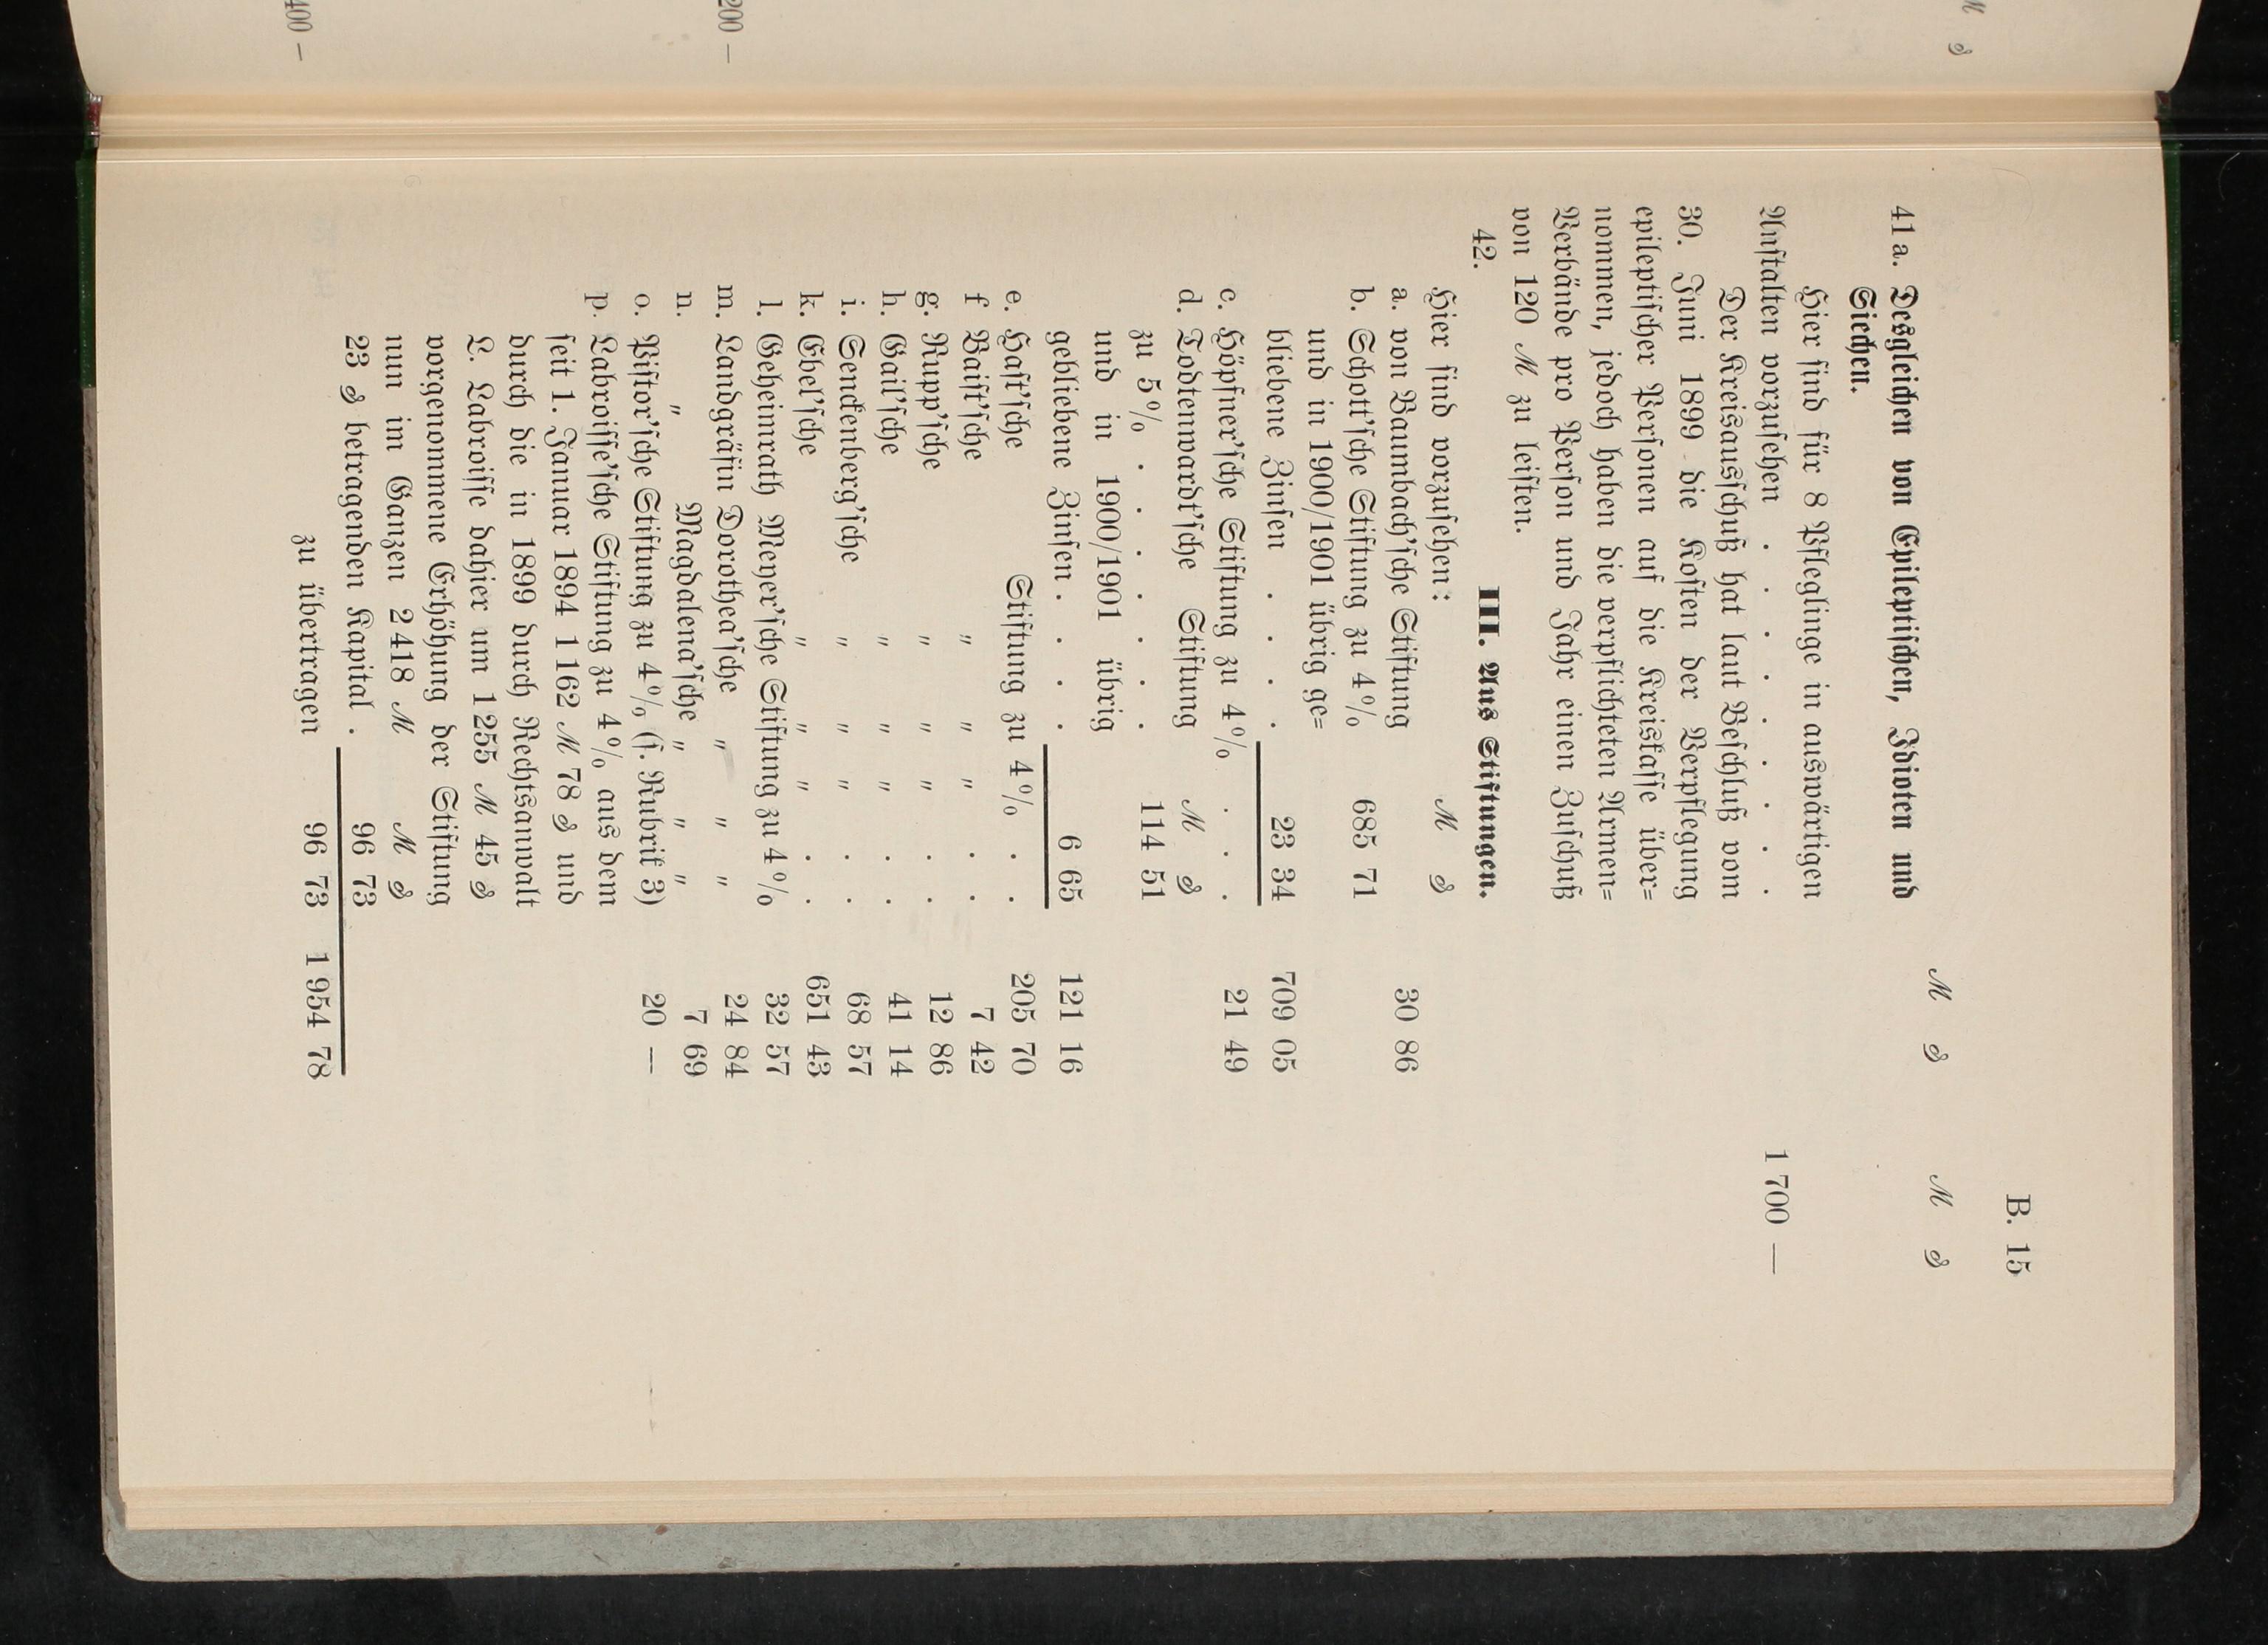 B. 15
ℳ ₰ ℳ ₰
41a. Desgleichen von Epileptischen, Idioten und
Siechen.
Hier sind für 8 Pfleglinge in auswärtigen
Anstalten vorzusehen . . . . . . . . . 1 700 —
Der Kreisausschuß hat laut Beschluß vom
30. Juni 1899 die Kosten der Verpflegung
epileptischer Personen auf die Kreiskasse über=
nommen, jedoch haben die verpflichteten Armen=
Verbände pro Person und Jahr einen Zuschuß
von 120 ℳ zu leisten.
42. III. Aus Stiftungen.
Hier sind vorzusehen: ℳ ₰
a. von Baumbach'sche Stiftung 30 86
b. Schott'sche Stiftung zu 4% 685 71
und in 1900/1901 übrig ge=
bliebene Zinsen . . . . 23 34 709 05
c. Höpfner'sche Stiftung zu 4% . . . 21 49
d. Todtenwardt'sche Stiftung ℳ ₰
zu 5% . . . . . . . 114 51
und in 1900/1901 übrig
gebliebene Zinsen . . . . 6 65 121 16
e. Hast'sche Stiftung zu 4% . . 205 70
f Baist'sche " " " . . 7 42
g. Rupp'sche " " " . . 12 86
h. Gail'sche " " " . . 41 14
i. Senckenberg'sche " " " . . 68 57
k. Ebel'sche " " " . . 651 43
l. Geheimrath Meyer'sche Stiftung zu 4% 32 57
m. Landgräfin Dorothea'sche " " " 24 84
n. " Magdalena'sche " " " 7 69
o. Pistor'sche Stiftung zu 4% (s. Rubrik 3) 20 —
p. Labroisse'sche Stiftung zu 4% aus dem
seit 1. Januar 1894 1 162 ℳ 78 ₰ und
durch die in 1899 durch Rechtsanwalt
L. Labroisse dahier um 1 255 ℳ 45 ₰
vorgenommene Erhöhung der Stiftung
nun im Ganzen 2 418 ℳ ℳ ₰
23 ₰ betragenden Kapital . 96 73
zu übertragen 96 73 1 954 78
ℳ ₰
200 —
400 —